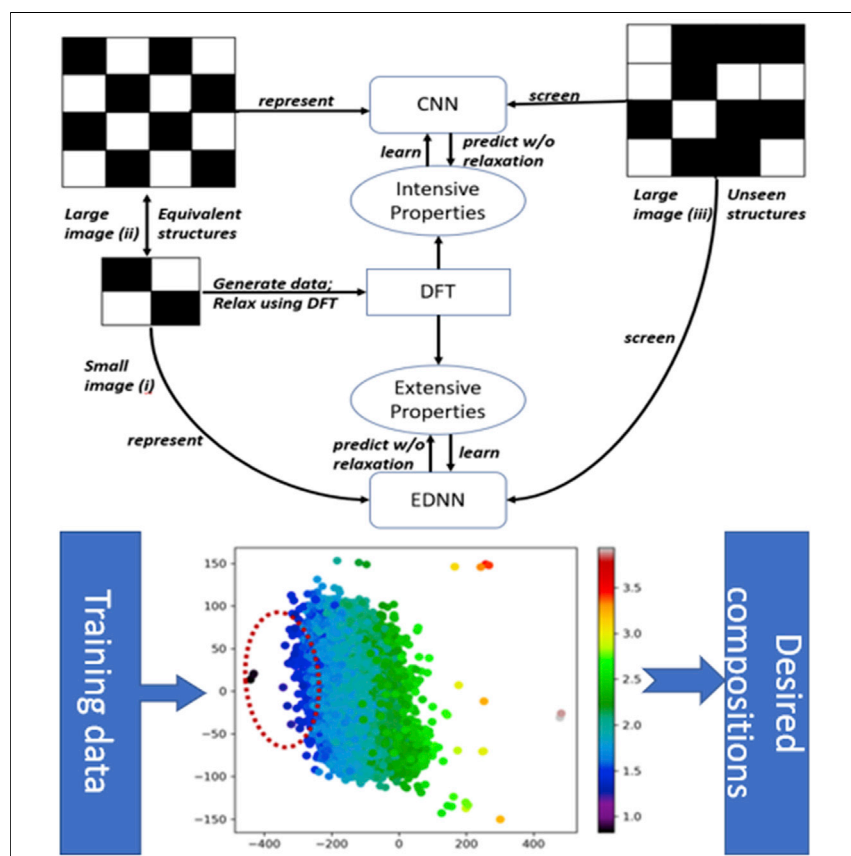 represent
CNN
screen
learn
predict w/o
relaxation
Intensive
Properties
Large
image (ii)
Equivalent
structures
Large
image (iii)
Unseen
structures
Generate data;
Relax using DFT
DFT
screen
Small
image (i)
represent
Extensive
Properties
predict w/o
relaxation
learn
EDNN
Training data
150
100
50
0
−50
−100
−150
−400
−200
0
200
400
3.5
3.0
2.5
2.0
1.5
1.0
Desired
compositions